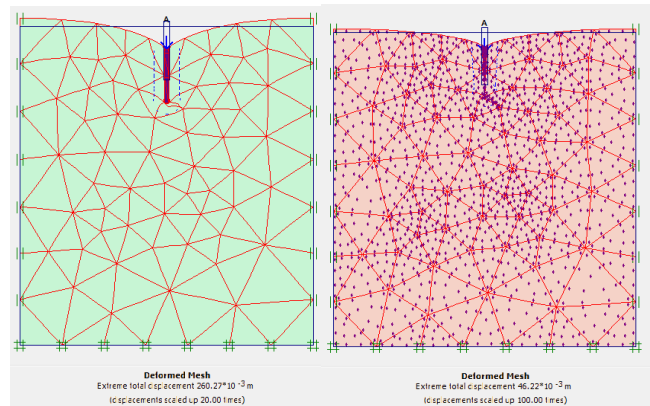 A
A
Deformed Mesh
Extreme total displacement 260.27*10 -3 m
(displacements scaled up 20.00 times)
Deformed Mesh
Extreme total displacement 46.22*10 -3 m
(displacements scaled up 100.00 times)